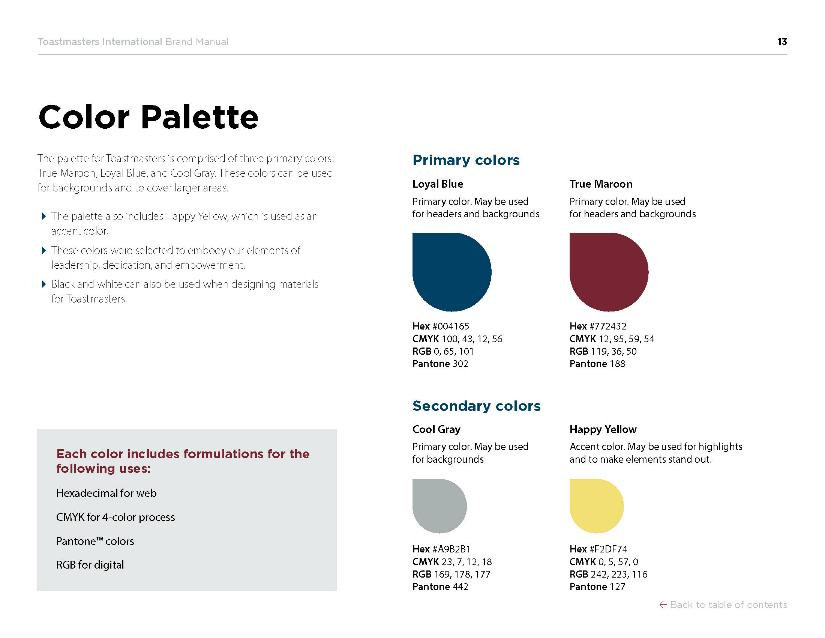 Toastmasters International Brand Manual
13
Color Palette
The palette for Toastmasters is comprised of three primary colors:
True Maroon, Loyal Blue, and Cool Gray. These colors can be used
for backgrounds and to cover larger areas.
The palette also includes Happy Yellow, which is used as an
accent color.
These colors were selected to embody our elements of
leadership, dedication, and empowerment.
Black and white can also be used when designing materials
for Toastmasters.
Each color includes formulations for the
following uses:
Hexadecimal for web
CMYK for 4-color process
Pantone™ colors
RGB for digital
Primary colors
Loyal Blue
Primary color. May be used
for headers and backgrounds
Hex #004165
CMYK 100, 43, 12, 56
RGB 0, 65, 101
Pantone 302
True Maroon
Primary color. May be used
for headers and backgrounds
Hex #772432
CMYK 12, 95, 59, 54
RGB 119, 36, 50
Pantone 188
Secondary colors
Cool Gray
Primary color. May be used
for backgrounds
Hex #A9B2B1
CMYK 23, 7, 12, 18
RGB 169, 178, 177
Pantone 442
Happy Yellow
Accent color. May be used for highlights
and to make elements stand out.
Hex #F2DF74
CMYK 0, 5, 57, 0
RGB 242, 223, 116
Pantone 127
← Back to table of contents